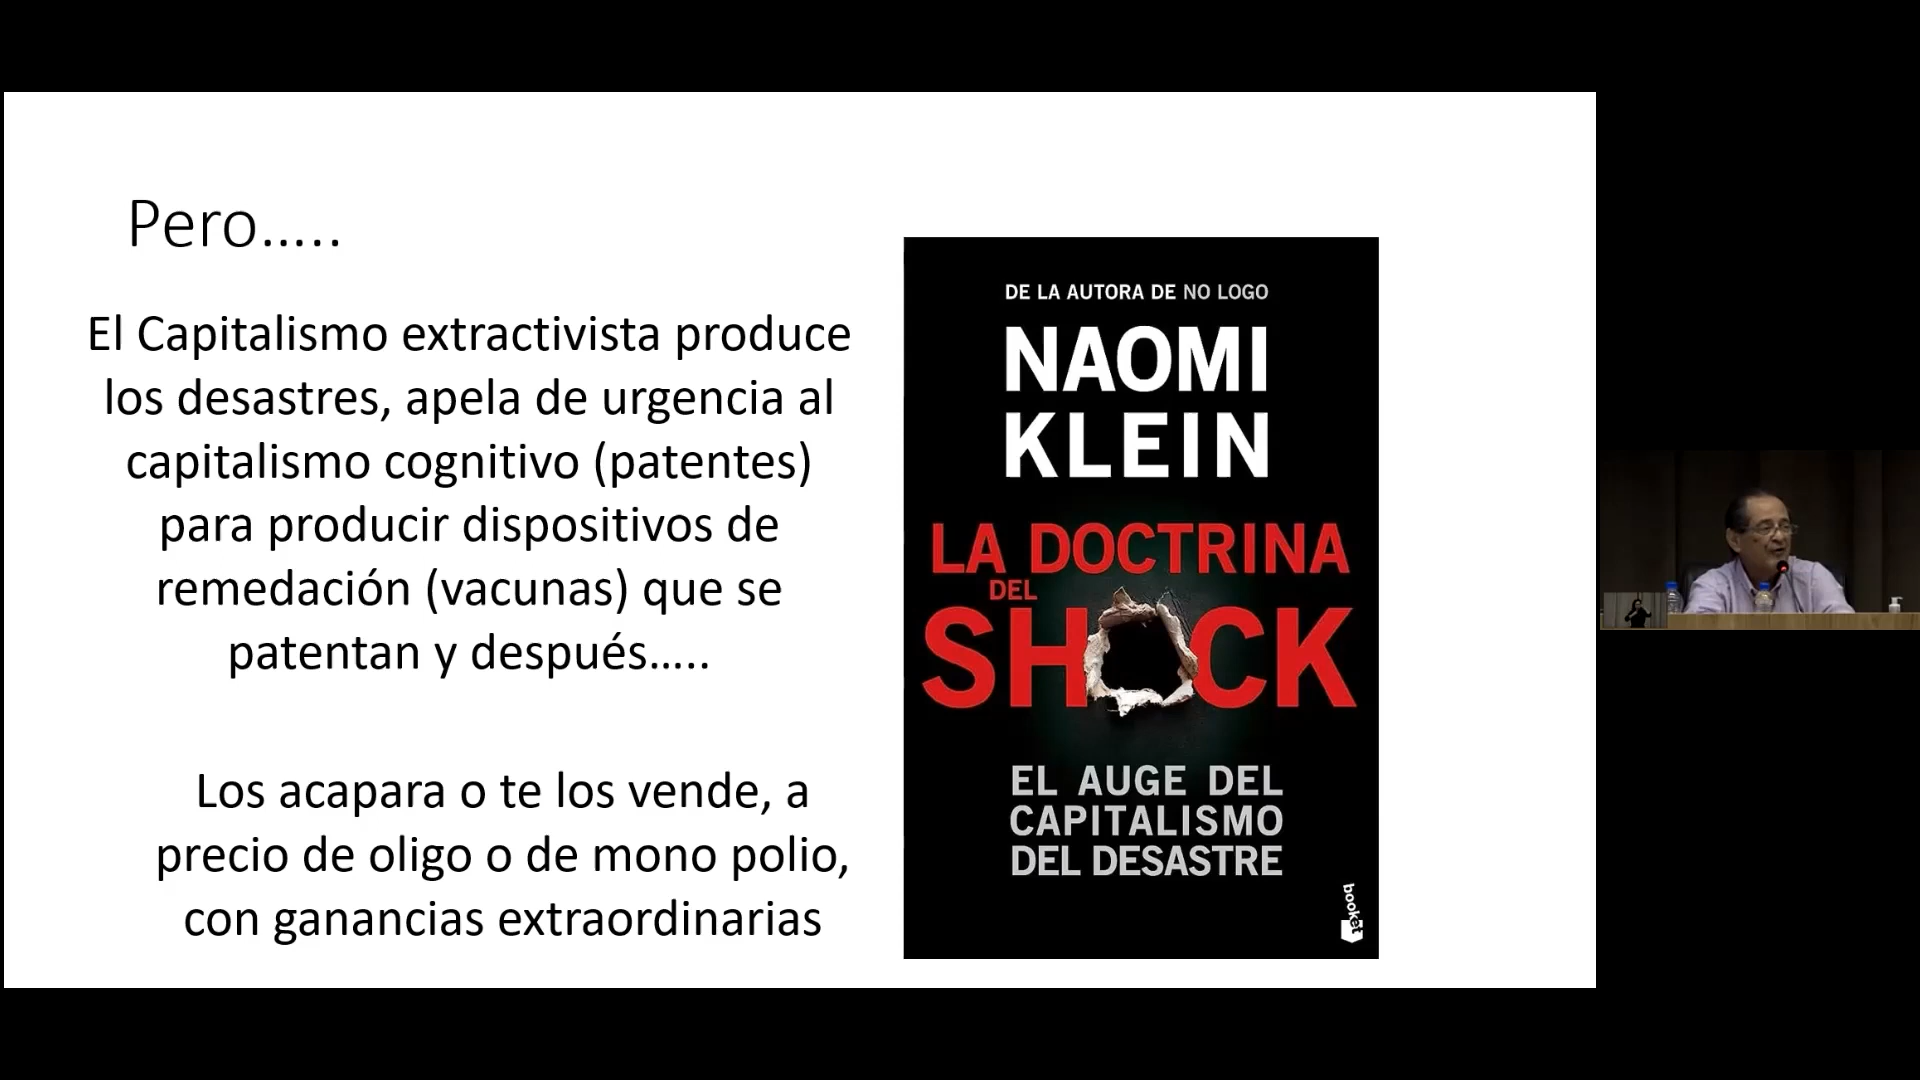 Pero.....
El Capitalismo extractivista produce
los desastres, apela de urgencia al
capitalismo cognitivo (patentes)
para producir dispositivos de
remedación (vacunas) que se
patentan y después.....
Los acapara o te los vende, a
precio de oligo o de mono polio,
con ganancias extraordinarias
DE LA AUTORA DE NO LOGO
NAOMI
KLEIN
LA DOCTRINA
DEL
SHOCK
EL AUGE DEL
CAPITALISMO
DEL DESASTRE
booket